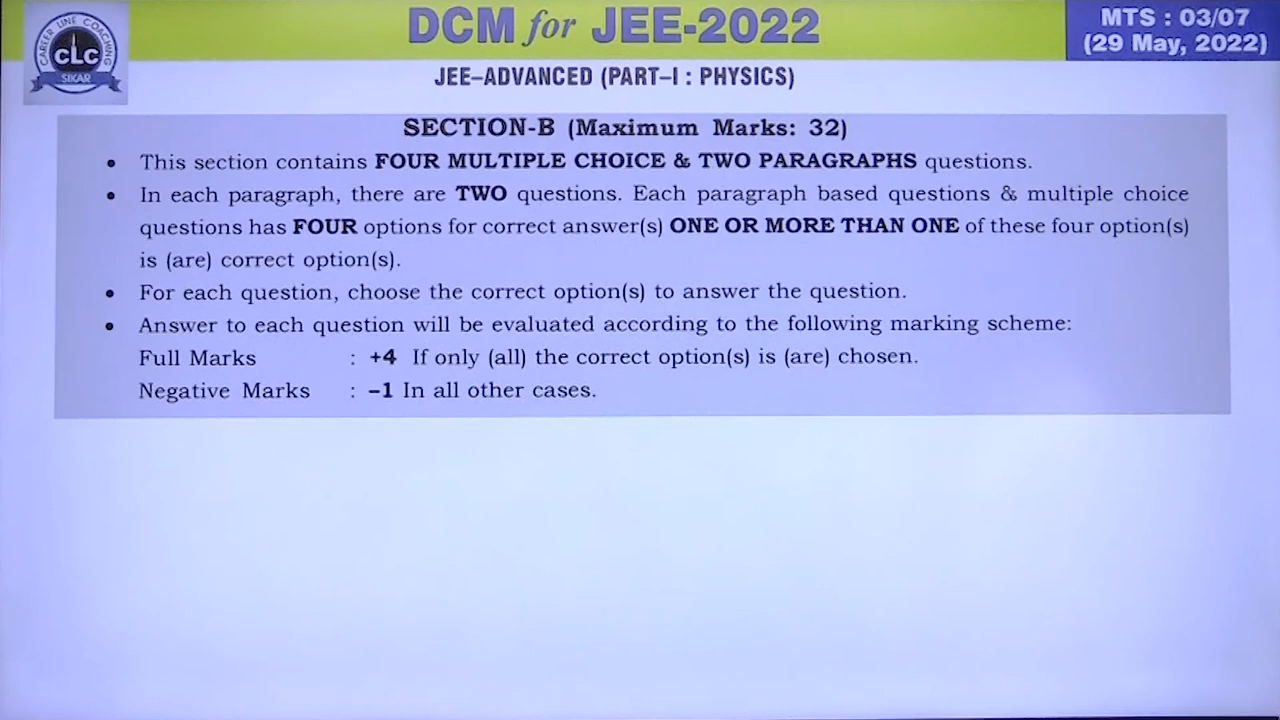 DCM for JEE-2022
MTS : 03/07
(29 May, 2022)
CAREER LINE COACHING
CLC
SIKAR
JEE–ADVANCED (PART–I : PHYSICS)
SECTION-B (Maximum Marks: 32)
• This section contains FOUR MULTIPLE CHOICE & TWO PARAGRAPHS questions.
• In each paragraph, there are TWO questions. Each paragraph based questions & multiple choice
questions has FOUR options for correct answer(s) ONE OR MORE THAN ONE of these four option(s)
is (are) correct option(s).
• For each question, choose the correct option(s) to answer the question.
• Answer to each question will be evaluated according to the following marking scheme:
Full Marks : +4 If only (all) the correct option(s) is (are) chosen.
Negative Marks : –1 In all other cases.